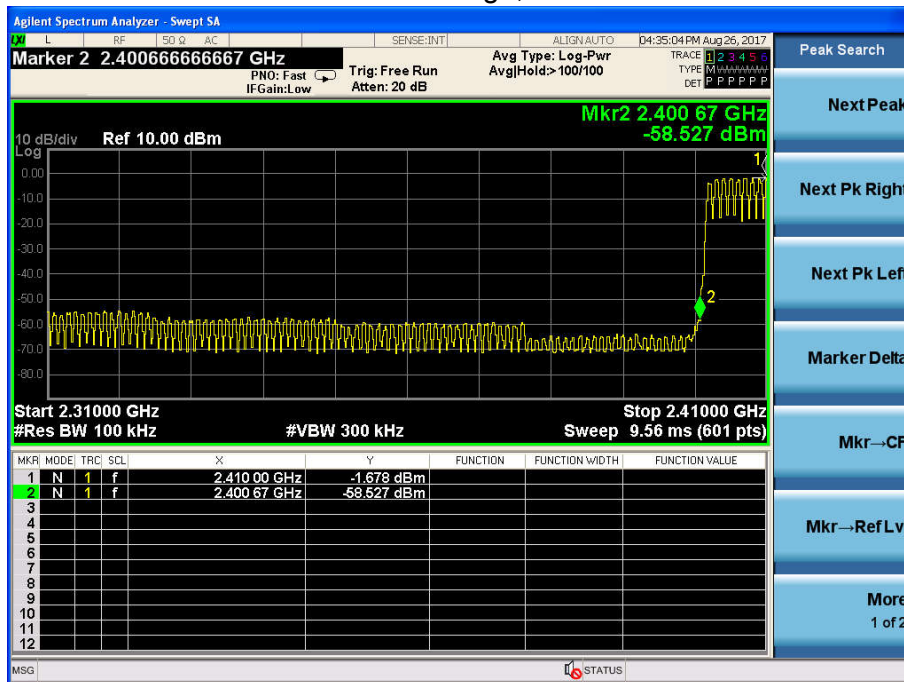 Agilent Spectrum Analyzer - Swept SA
LXI L RF 50 Ω AC SENSE:INT ALIGN AUTO 04:35:04 PM Aug 26, 2017
Marker 2 2.400666666667 GHz
PNO: Fast
IFGain:Low
Trig: Free Run
Atten: 20 dB
Avg Type: Log-Pwr
Avg|Hold:>100/100
TRACE 1 2 3 4 5 6
TYPE M
DET P P P P P P
Mkr2 2.400 67 GHz
-58.527 dBm
10 dB/div Ref 10.00 dBm
Log
0.00
-10.0
-20.0
-30.0
-40.0
-50.0
-60.0
-70.0
-80.0
1
2
Start 2.31000 GHz Stop 2.41000 GHz
#Res BW 100 kHz #VBW 300 kHz Sweep 9.56 ms (601 pts)
MKR MODE TRC SCL X Y FUNCTION FUNCTION WIDTH FUNCTION VALUE
1 N 1 f 2.410 00 GHz -1.678 dBm
2 N 1 f 2.400 67 GHz -58.527 dBm
3
4
5
6
7
8
9
10
11
12
MSG STATUS
Peak Search
Next Peak
Next Pk Right
Next Pk Left
Marker Delta
Mkr→CF
Mkr→RefLv
More
1 of 2